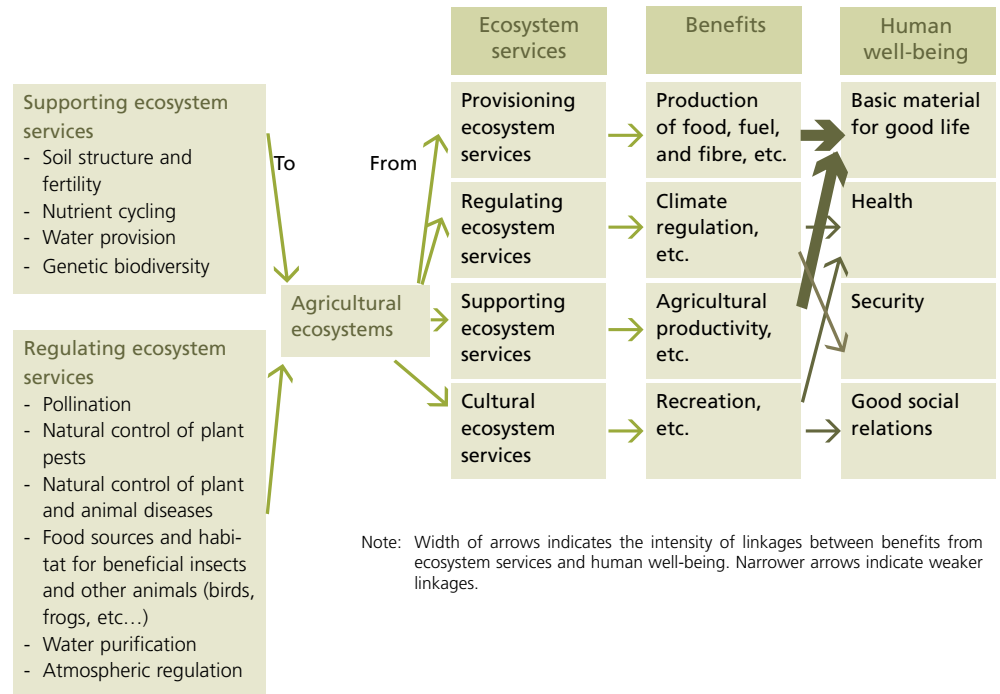 Supporting ecosystem
services
- Soil structure and
fertility
- Nutrient cycling
- Water provision
- Genetic biodiversity
Regulating ecosystem
services
- Pollination
- Natural control of plant
pests
- Natural control of plant
and animal diseases
- Food sources and habi-
tat for beneficial insects
and other animals (birds,
frogs, etc...)
- Water purification
- Atmospheric regulation
To
From
Agricultural
ecosystems
Ecosystem
services
Benefits
Human
well-being
Provisioning
ecosystem
services
Production
of food, fuel,
and fibre, etc.
Basic material
for good life
Regulating
ecosystem
services
Climate
regulation,
etc.
Health
Supporting
ecosystem
services
Agricultural
productivity,
etc.
Security
Cultural
ecosystem
services
Recreation,
etc.
Good social
relations
Note: Width of arrows indicates the intensity of linkages between benefits from
ecosystem services and human well-being. Narrower arrows indicate weaker
linkages.